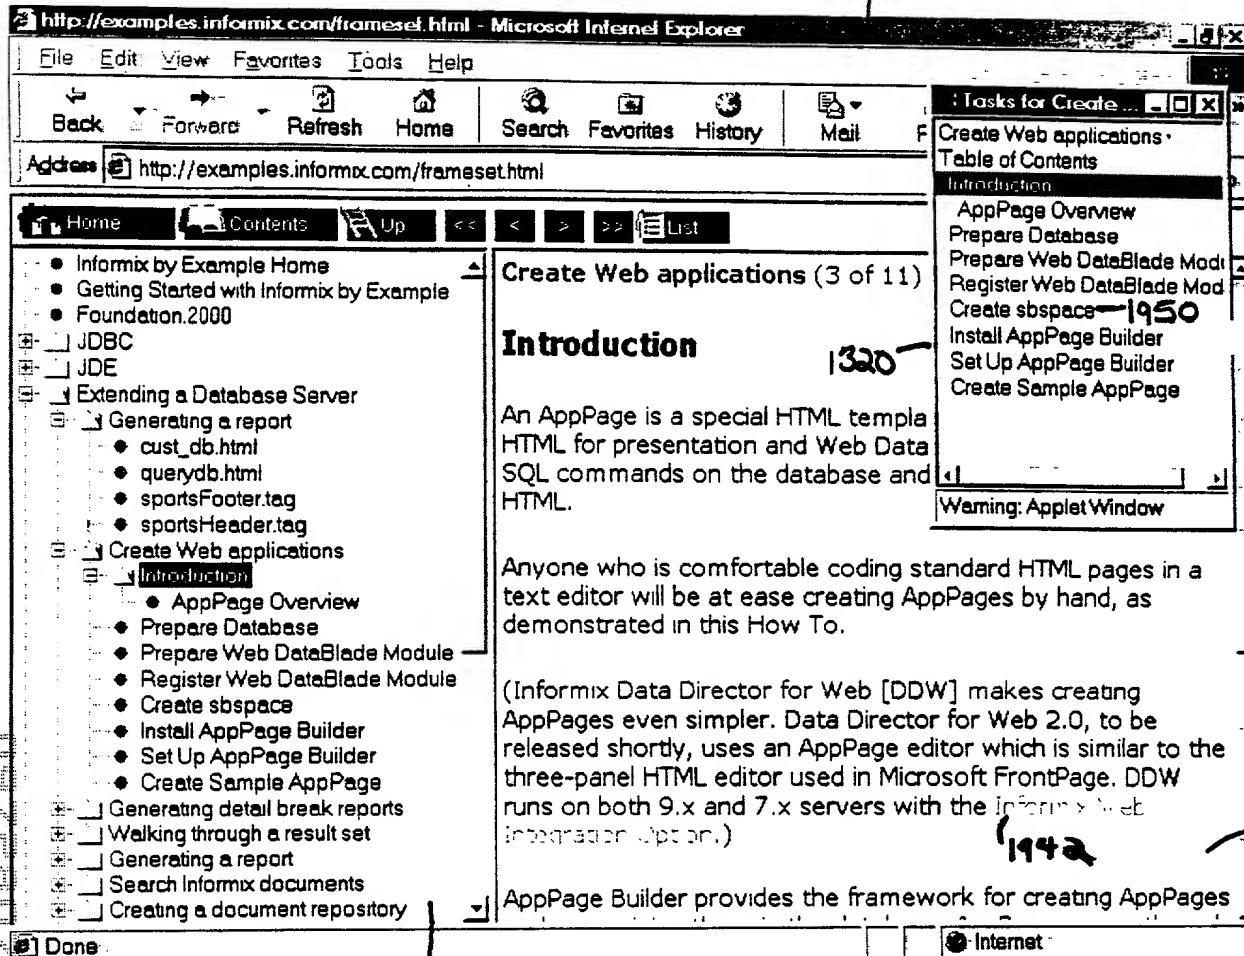 http://examples.informix.com/frameset.html - Microsoft Internet Explorer
File Edit View Favorites Tools Help
Back Forward Refresh Home Search Favorites History Mail
Address http://examples.informix.com/frameset.html
Home Contents Up << < > >> List
Informix by Example Home
Getting Started with Informix by Example
Foundation.2000
JDBC
JDE
Extending a Database Server
Generating a report
cust_db.html
querydb.html
sportsFooter.tag
sportsHeader.tag
Create Web applications
Introduction
AppPage Overview
Prepare Database
Prepare Web DataBlade Module
Register Web DataBlade Module
Create sbspace
Install AppPage Builder
Set Up AppPage Builder
Create Sample AppPage
Generating detail break reports
Walking through a result set
Generating a report
Search Informix documents
Creating a document repository
Create Web applications (3 of 11)
Introduction
1320
An AppPage is a special HTML templa
HTML for presentation and Web Data
SQL commands on the database and
HTML.
Anyone who is comfortable coding standard HTML pages in a
text editor will be at ease creating AppPages by hand, as
demonstrated in this How To.
(Informix Data Director for Web [DDW] makes creating
AppPages even simpler. Data Director for Web 2.0, to be
released shortly, uses an AppPage editor which is similar to the
three-panel HTML editor used in Microsoft FrontPage. DDW
runs on both 9.x and 7.x servers with the Informix Web
Integration Option.)
1942
AppPage Builder provides the framework for creating AppPages
Tasks for Create ...
Create Web applications
Table of Contents
Introduction
AppPage Overview
Prepare Database
Prepare Web DataBlade Modu
Register Web DataBlade Mod
Create sbspace 1950
Install AppPage Builder
Set Up AppPage Builder
Create Sample AppPage
Warning: Applet Window
Done Internet